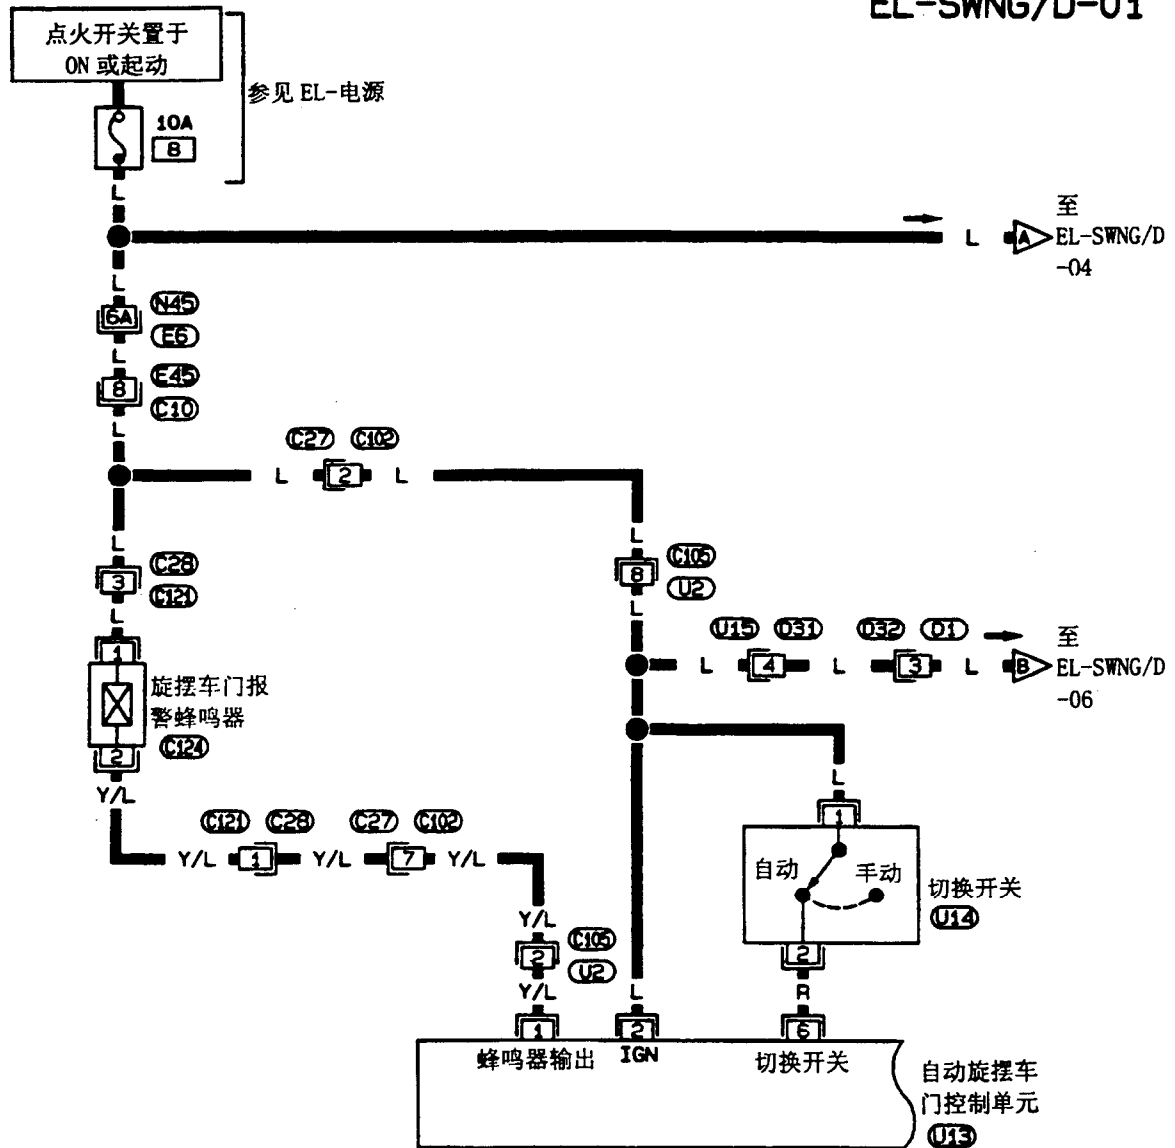 EL-SWNG/D-01
点火开关置于
ON 或起动
参见 EL-电源
10A
8
L
至
L
A
EL-SWNG/D
-04
L
6A
N45
E6
L
8
E45
C10
L
C27
C102
L
2
L
L
3
C28
C121
L
L
8
C105
U2
L
U15
D31
D32
D1
至
L
4
L
3
L
B
EL-SWNG/D
-06
1
旋摆车门报
警蜂鸣器
C124
2
Y/L
L
1
自动
手动
切换开关
U14
2
R
6
C121
C28
C27
C102
Y/L
1
Y/L
7
Y/L
Y/L
2
C105
U2
Y/L
1
L
2
蜂鸣器输出
IGN
切换开关
自动旋摆车
门控制单元
U13